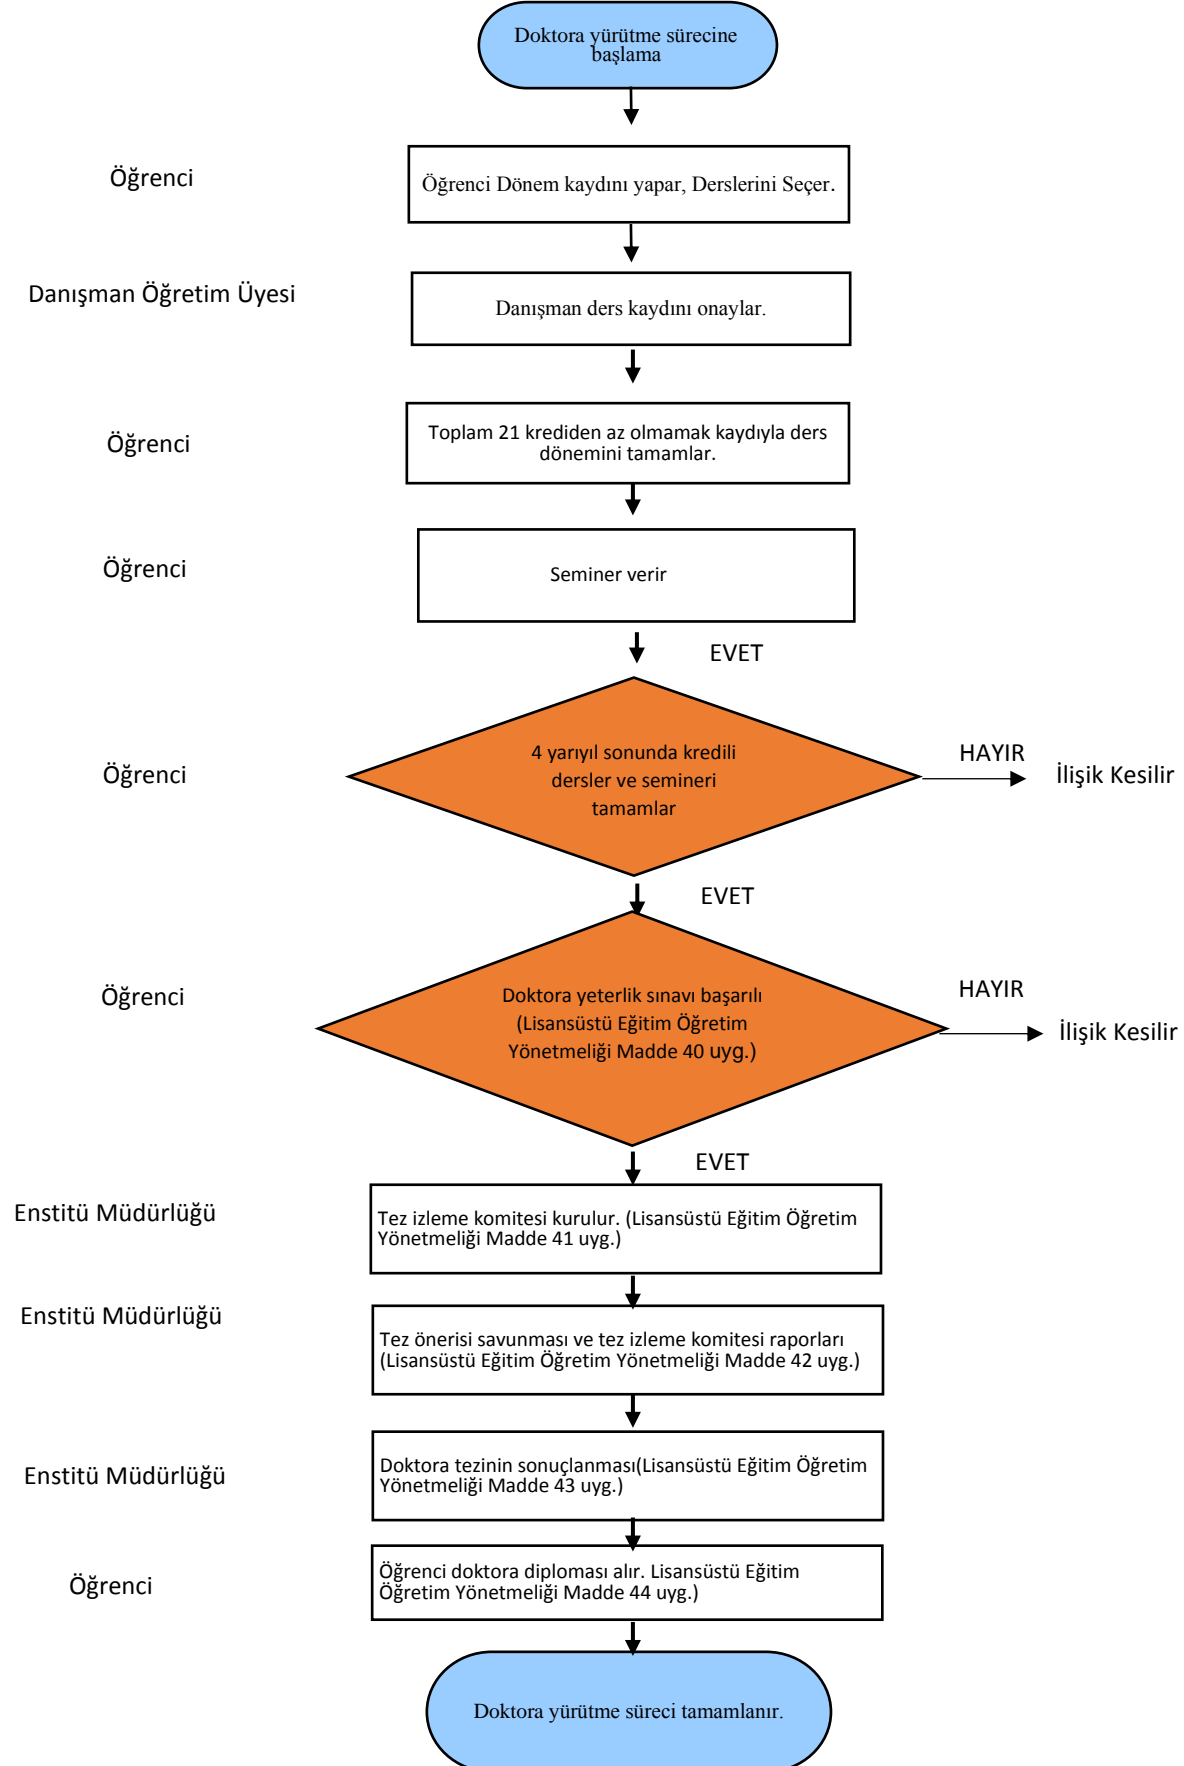 Doktora yürütme sürecine
başlama
Öğrenci
Öğrenci Dönem kaydını yapar, Derslerini Seçer.
Danışman Öğretim Üyesi
Danışman ders kaydını onaylar.
Öğrenci
Toplam 21 krediden az olmamak kaydıyla ders
dönemini tamamlar.
Öğrenci
Seminer verir
EVET
Öğrenci
4 yarıyıl sonunda kredili
dersler ve semineri
tamamlar
HAYIR
İlişik Kesilir
EVET
Öğrenci
Doktora yeterlik sınavı başarılı
(Lisansüstü Eğitim Öğretim
Yönetmeliği Madde 40 uyg.)
HAYIR
İlişik Kesilir
EVET
Enstitü Müdürlüğü
Tez izleme komitesi kurulur. (Lisansüstü Eğitim Öğretim
Yönetmeliği Madde 41 uyg.)
Enstitü Müdürlüğü
Tez önerisi savunması ve tez izleme komitesi raporları
(Lisansüstü Eğitim Öğretim Yönetmeliği Madde 42 uyg.)
Enstitü Müdürlüğü
Doktora tezinin sonuçlanması(Lisansüstü Eğitim Öğretim
Yönetmeliği Madde 43 uyg.)
Öğrenci
Öğrenci doktora diploması alır. Lisansüstü Eğitim
Öğretim Yönetmeliği Madde 44 uyg.)
Doktora yürütme süreci tamamlanır.